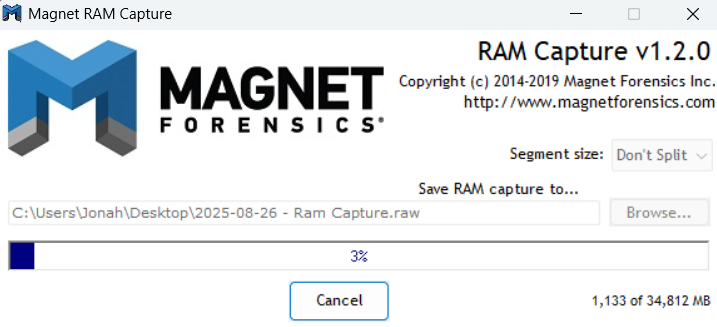 Magnet RAM Capture
RAM Capture v1.2.0
MAGNET
FORENSICS®
Copyright (c) 2014-2019 Magnet Forensics Inc.
http://www.magnetforensics.com
Segment size: Don't Split
Save RAM capture to...
C:\Users\Jonah\Desktop\2025-08-26 - Ram Capture.raw Browse...
3%
Cancel 1,133 of 34,812 MB